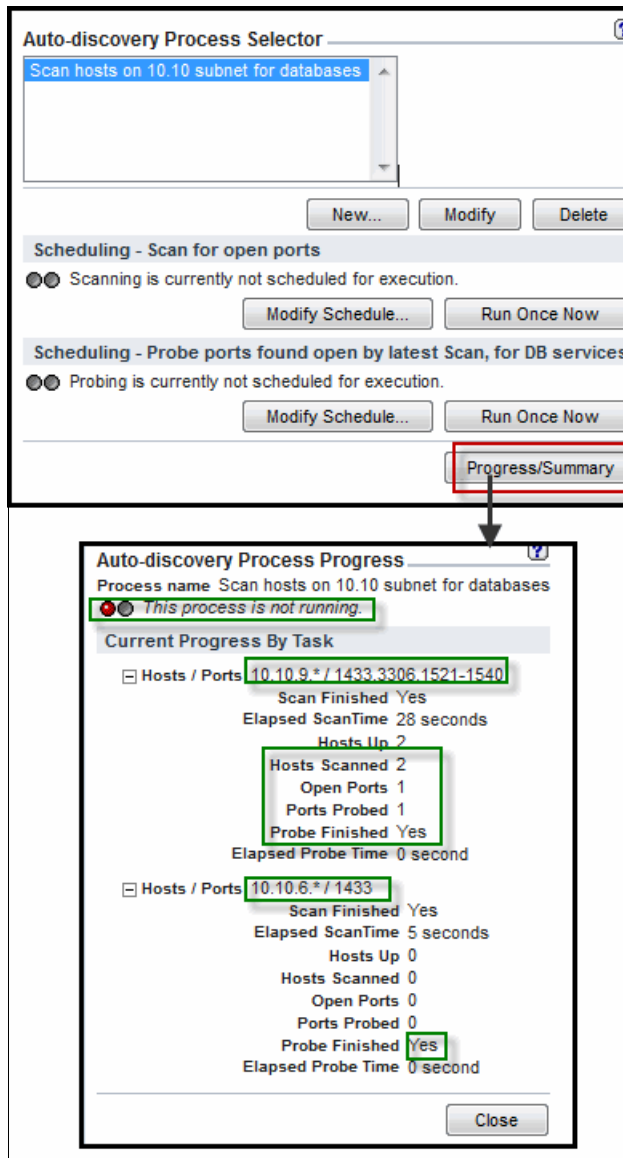 Auto-discovery Process Selector
Scan hosts on 10.10 subnet for databases
New... Modify Delete
Scheduling - Scan for open ports
Scanning is currently not scheduled for execution.
Modify Schedule... Run Once Now
Scheduling - Probe ports found open by latest Scan, for DB services
Probing is currently not scheduled for execution.
Modify Schedule... Run Once Now
Progress/Summary
?
Auto-discovery Process Progress
Process name Scan hosts on 10.10 subnet for databases
This process is not running.
Current Progress By Task
Hosts / Ports 10.10.9.* / 1433,3306,1521-1540
Scan Finished Yes
Elapsed ScanTime 28 seconds
Hosts Up 2
Hosts Scanned 2
Open Ports 1
Ports Probed 1
Probe Finished Yes
Elapsed Probe Time 0 second
Hosts / Ports 10.10.6.* / 1433
Scan Finished Yes
Elapsed ScanTime 5 seconds
Hosts Up 0
Hosts Scanned 0
Open Ports 0
Ports Probed 0
Probe Finished Yes
Elapsed Probe Time 0 second
Close